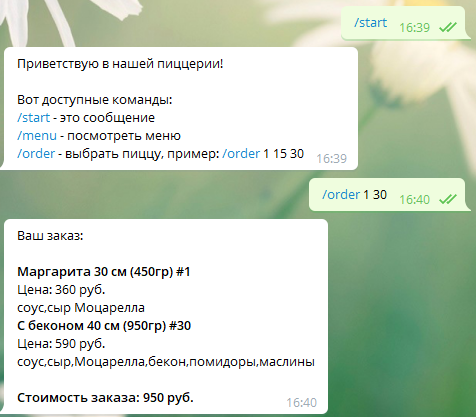 /start 16:39
Приветствую в нашей пиццерии!
Вот доступные команды:
/start - это сообщение
/menu - посмотреть меню
/order - выбрать пиццу, пример: /order 1 15 30 16:39
/order 1 30 16:40
Ваш заказ:
Маргарита 30 см (450гр) #1
Цена: 360 руб.
соус,сыр Моцарелла
С беконом 40 см (950гр) #30
Цена: 590 руб.
соус,сыр,Моцарелла,бекон,помидоры,маслины
Стоимость заказа: 950 руб.
16:40